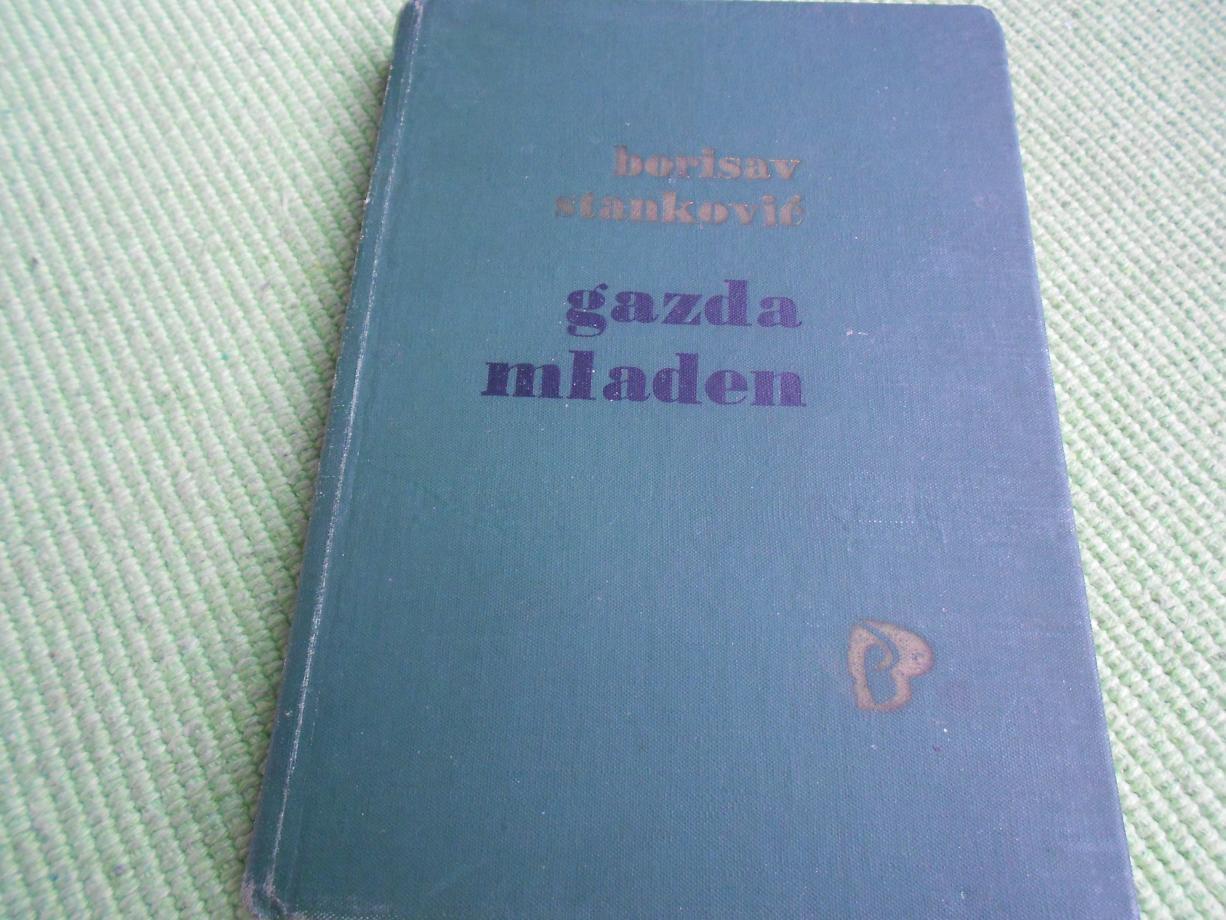 borisav
stanković
gazda
mladen